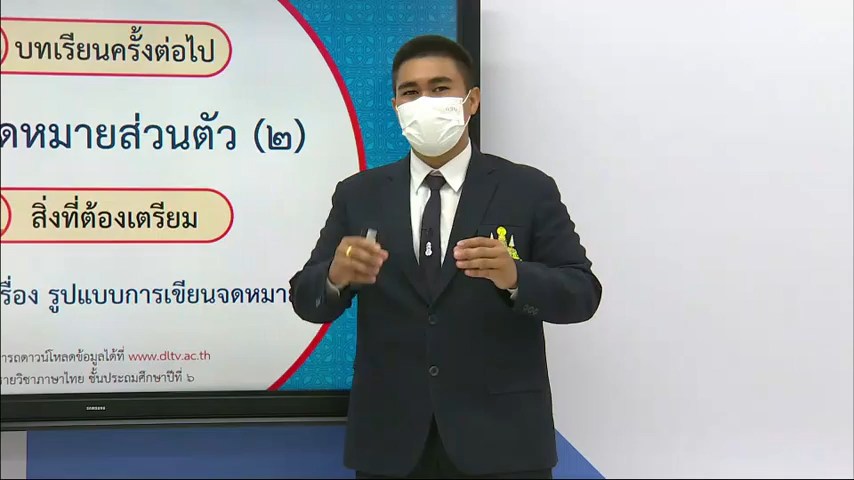 บทเรียนครั้งต่อไป
ดหมายส่วนตัว (๒)
สิ่งที่ต้องเตรียม
รื่อง รูปแบบการเขียนจดหมาย
ารถดาวน์โหลดข้อมูลได้ที่ www.dltv.ac.th
รายวิชาภาษาไทย ชั้นประถมศึกษาปีที่ ๖
SAMSUNG